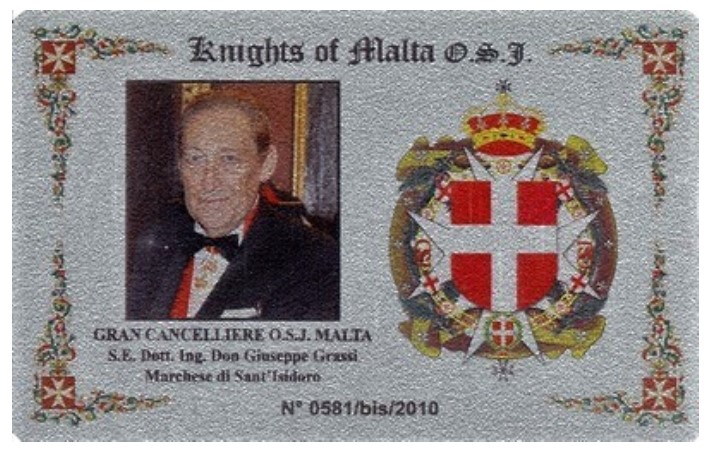 Knights of Malta O.S.J.
GRAN CANCELLIERE O.S.J. MALTA
S.E. Dott. Ing. Don Giuseppe Grassi
Marchese di Sant'Isidoro
N° 0581/bis/2010